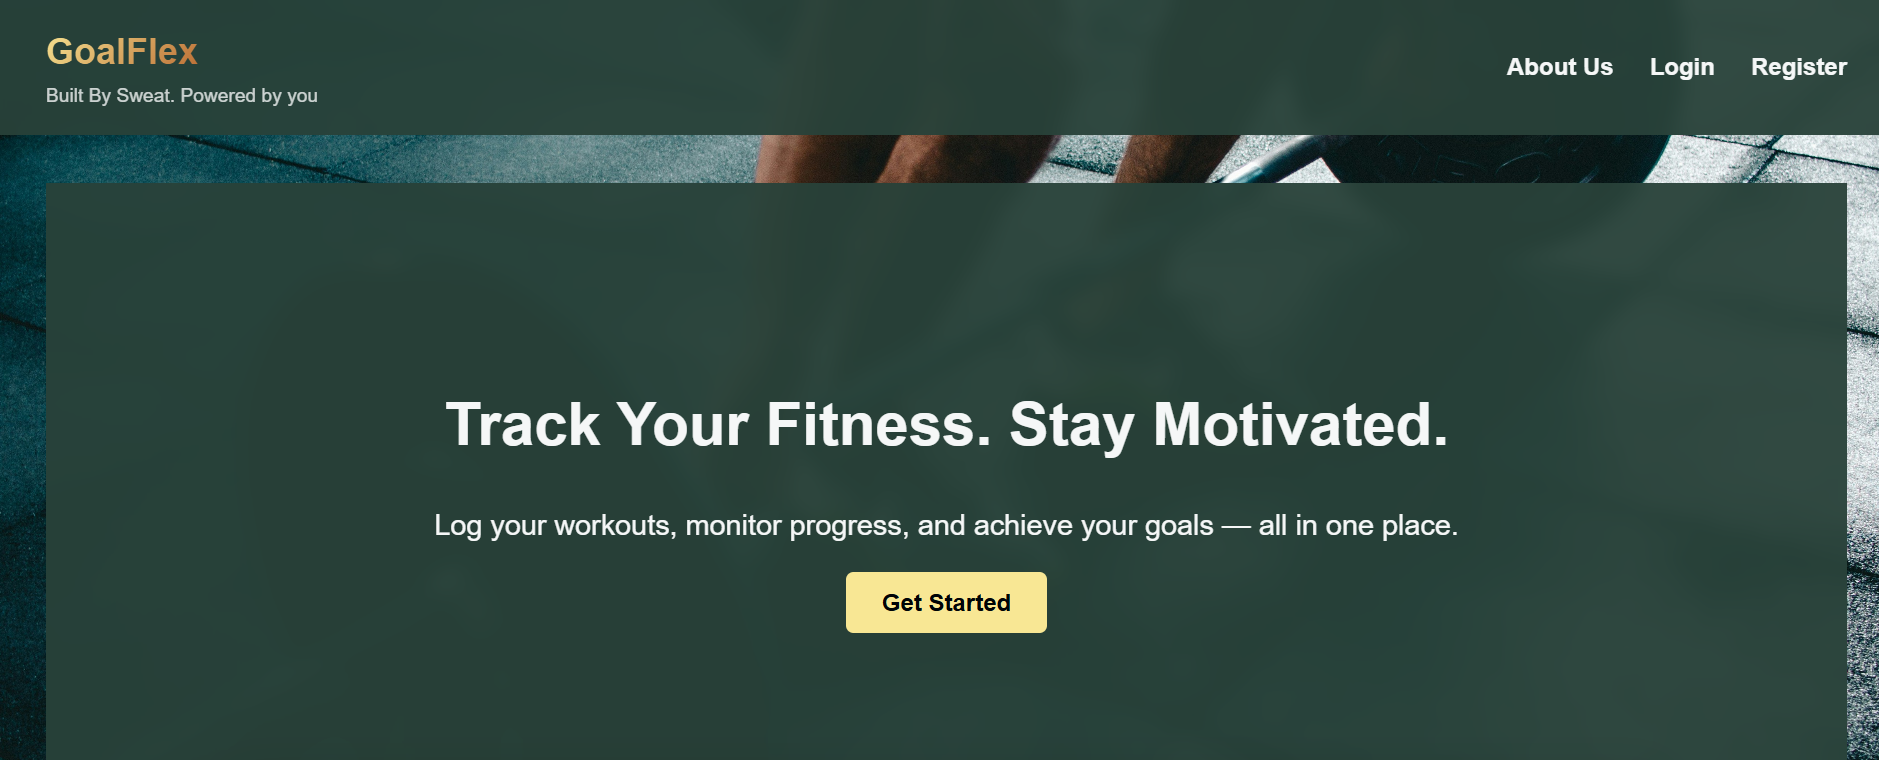 GoalFlex
Built By Sweat. Powered by you
About Us
Login
Register
Track Your Fitness. Stay Motivated.
Log your workouts, monitor progress, and achieve your goals — all in one place.
Get Started